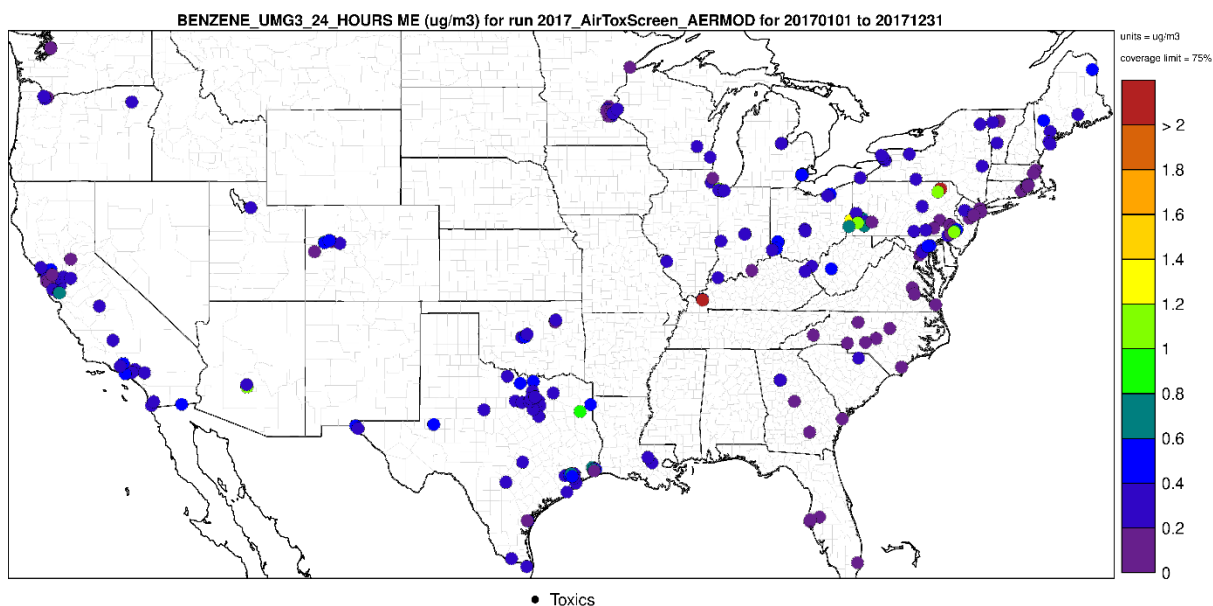 BENZENE_UMG3_24_HOURS ME (ug/m3) for run 2017_AirToxScreen_AERMOD for 20170101 to 20171231
units = ug/m3
coverage limit = 75%
> 2
1.8
1.6
1.4
1.2
1
0.8
0.6
0.4
0.2
0
Toxics